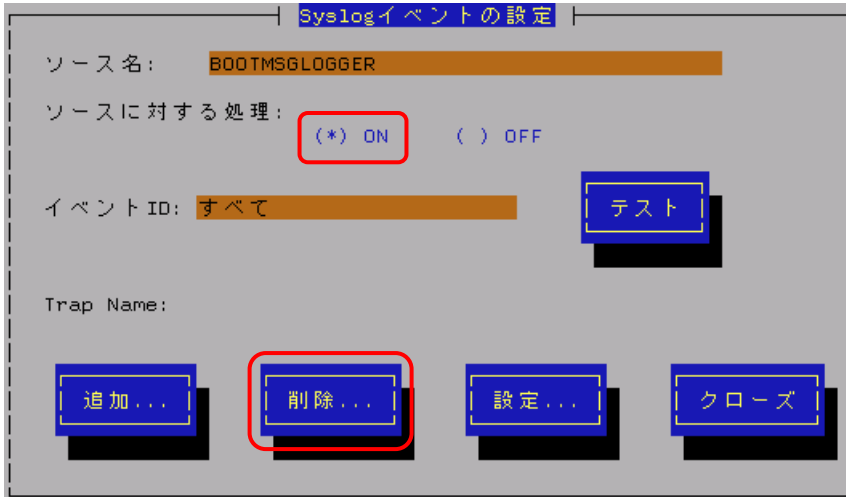 Syslogイベントの設定
ソース名: BOOTMSGLOGGER
ソースに対する処理:
(*) ON ( ) OFF
イベントID: すべて テスト
Trap Name:
追加... 削除... 設定... クローズ